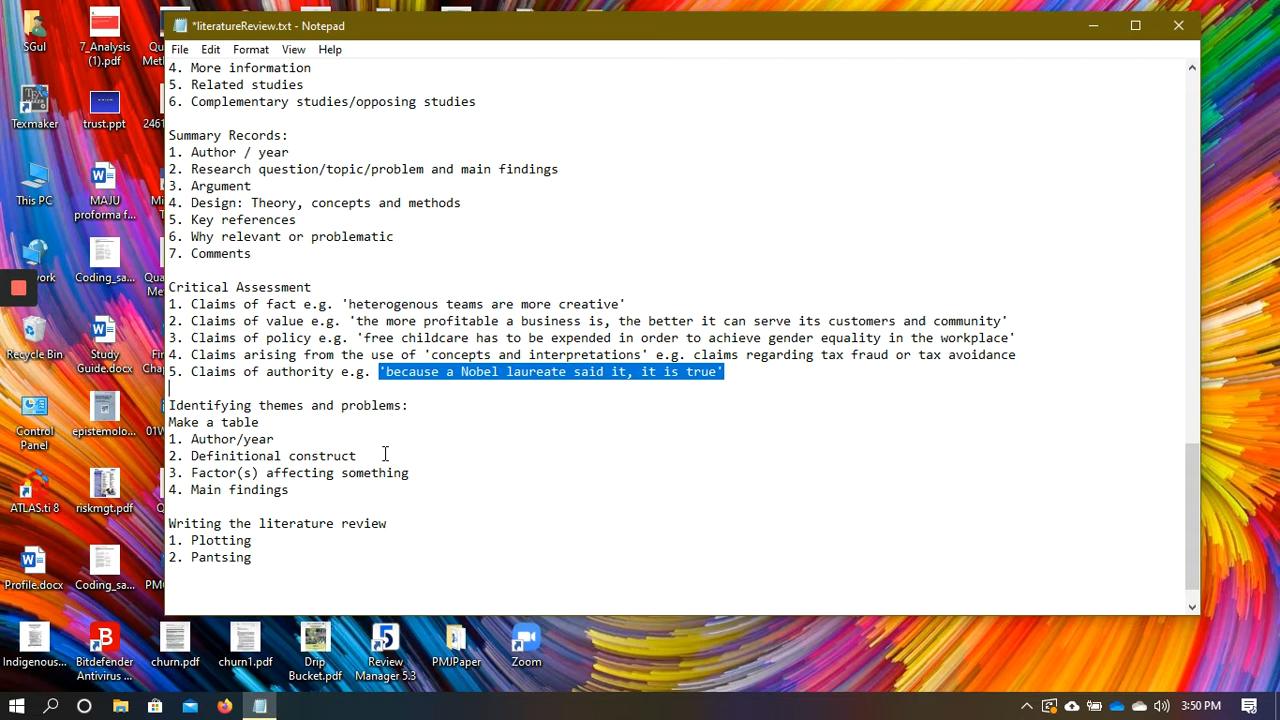 *literatureReview.txt - Notepad
File Edit Format View Help
4. More information
5. Related studies
6. Complementary studies/opposing studies
Summary Records:
1. Author / year
2. Research question/topic/problem and main findings
3. Argument
4. Design: Theory, concepts and methods
5. Key references
6. Why relevant or problematic
7. Comments
Critical Assessment
1. Claims of fact e.g. 'heterogenous teams are more creative'
2. Claims of value e.g. 'the more profitable a business is, the better it can serve its customers and community'
3. Claims of policy e.g. 'free childcare has to be expended in order to achieve gender equality in the workplace'
4. Claims arising from the use of 'concepts and interpretations' e.g. claims regarding tax fraud or tax avoidance
5. Claims of authority e.g. 'because a Nobel laureate said it, it is true'
Identifying themes and problems:
Make a table
1. Author/year
2. Definitional construct
3. Factor(s) affecting something
4. Main findings
Writing the literature review
1. Plotting
2. Pantsing
SGul
7_Analysis
(1).pdf
Texmaker
trust.ppt
This PC
MAJU
proforma f...
Coding_sa...
Recycle Bin
Study
Guide.docx
Control
Panel
epistemolo...
ATLAS.ti 8
riskmgt.pdf
Profile.docx
Coding_sa...
Indigenous...
Bitdefender
Antivirus ...
churn.pdf
churn1.pdf
Drip
Bucket.pdf
Review
Manager 5.3
PMJPaper
Zoom
3:50 PM